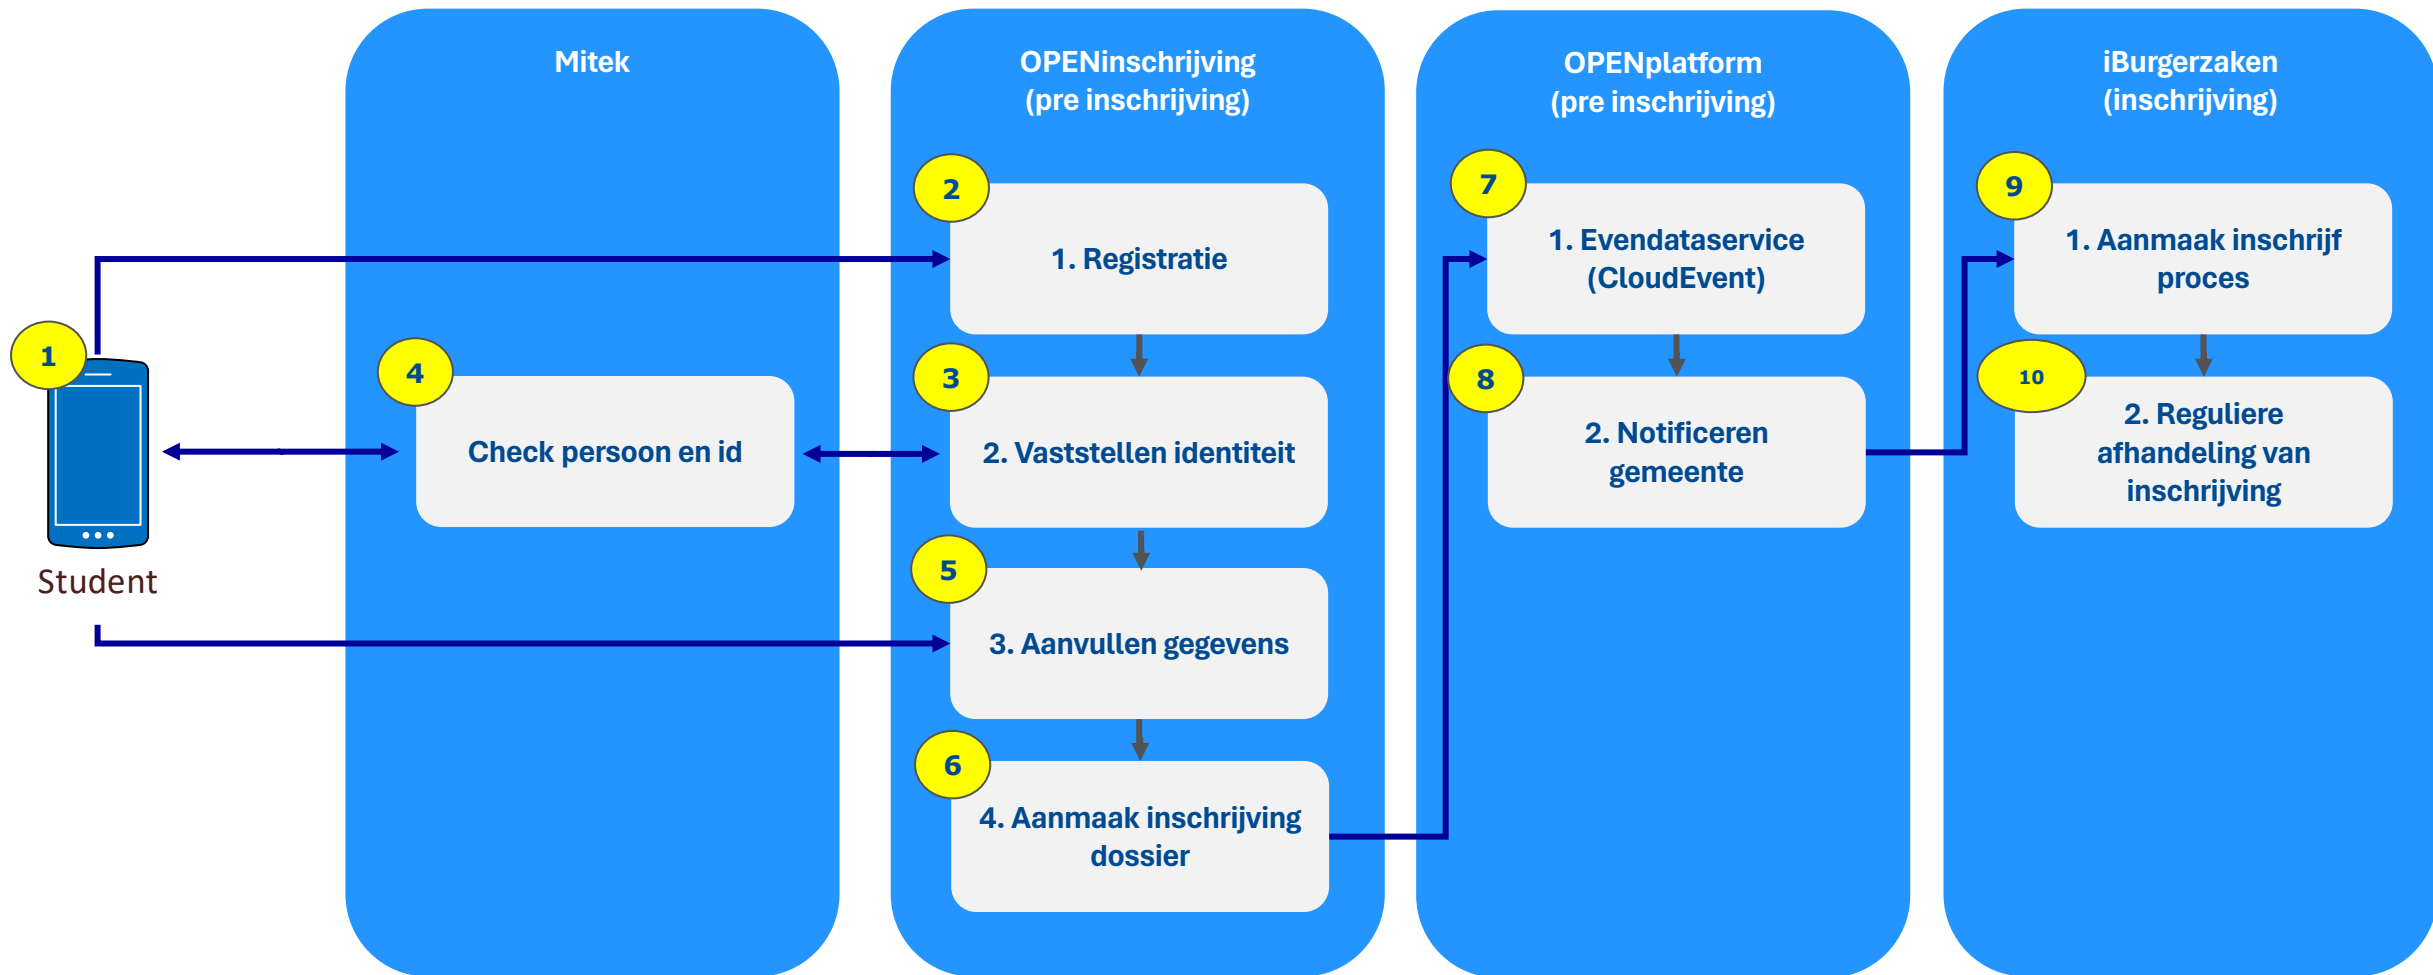 Mitek
OPENinschrijving
(pre inschrijving)
OPENplatform
(pre inschrijving)
iBurgerzaken
(inschrijving)
1
Student
2
1. Registratie
3
2. Vaststellen identiteit
4
Check persoon en id
5
3. Aanvullen gegevens
6
4. Aanmaak inschrijving
dossier
7
1. Evendataservice
(CloudEvent)
8
2. Notificeren
gemeente
9
1. Aanmaak inschrijf
proces
10
2. Reguliere
afhandeling van
inschrijving